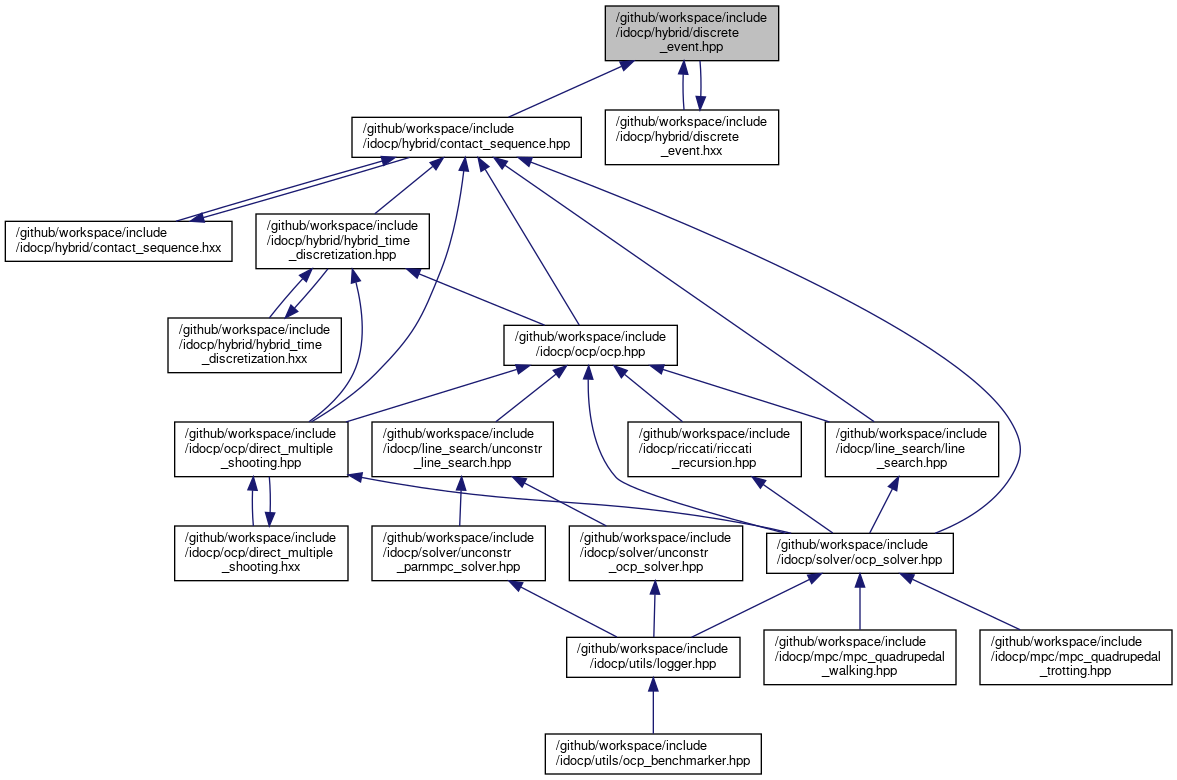 /github/workspace/include
/idocp/hybrid/discrete
_event.hpp
/github/workspace/include
/idocp/hybrid/contact_sequence.hpp
/github/workspace/include
/idocp/hybrid/discrete
_event.hxx
/github/workspace/include
/idocp/hybrid/contact_sequence.hxx
/github/workspace/include
/idocp/hybrid/hybrid_time
_discretization.hpp
/github/workspace/include
/idocp/hybrid/hybrid_time
_discretization.hxx
/github/workspace/include
/idocp/ocp/ocp.hpp
/github/workspace/include
/idocp/ocp/direct_multiple
_shooting.hpp
/github/workspace/include
/idocp/line_search/unconstr
_line_search.hpp
/github/workspace/include
/idocp/riccati/riccati
_recursion.hpp
/github/workspace/include
/idocp/line_search/line
_search.hpp
/github/workspace/include
/idocp/ocp/direct_multiple
_shooting.hxx
/github/workspace/include
/idocp/solver/unconstr
_parnmpc_solver.hpp
/github/workspace/include
/idocp/solver/unconstr
_ocp_solver.hpp
/github/workspace/include
/idocp/solver/ocp_solver.hpp
/github/workspace/include
/idocp/utils/logger.hpp
/github/workspace/include
/idocp/mpc/mpc_quadrupedal
_walking.hpp
/github/workspace/include
/idocp/mpc/mpc_quadrupedal
_trotting.hpp
/github/workspace/include
/idocp/utils/ocp_benchmarker.hpp